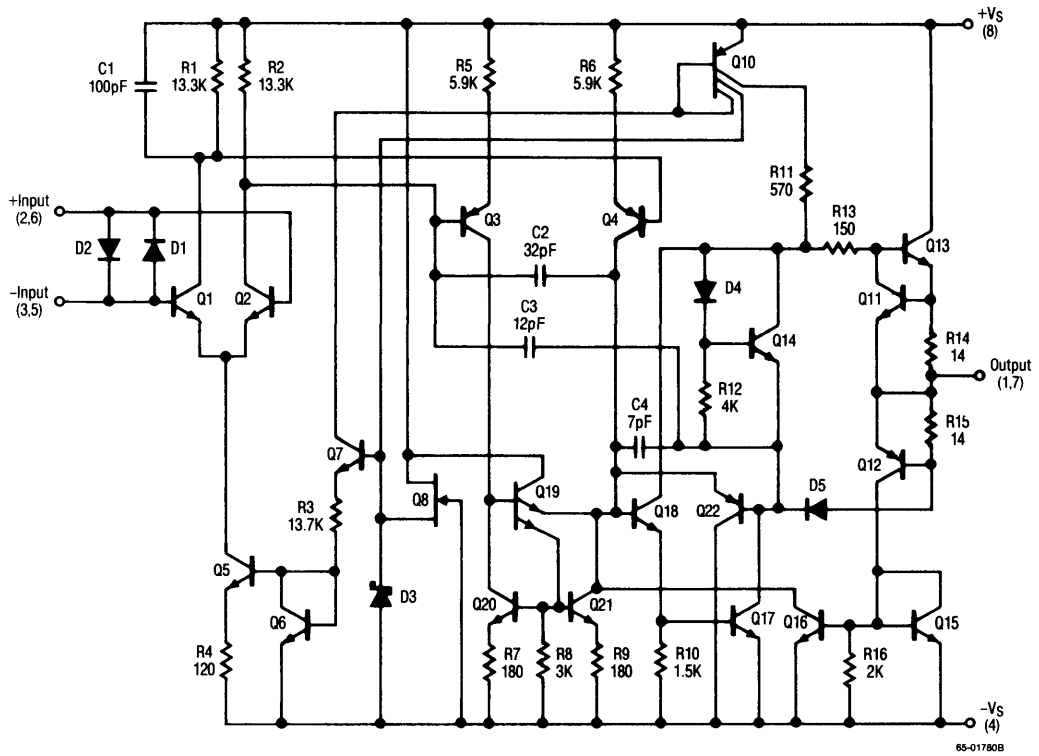 +VS
(8)
C1
100pF
R1
13.3K
R2
13.3K
R5
5.9K
R6
5.9K
Q10
R11
570
R13
150
+Input
(2,6)
D2
D1
Q3
Q4
C2
32pF
Q13
–Input
(3,5)
Q1
Q2
D4
Q11
C3
12pF
Q14
R14
14
Output
(1,7)
R12
4K
C4
7pF
R15
14
Q7
Q12
Q8
Q19
D5
R3
13.7K
Q18
Q22
Q5
Q6
D3
Q20
Q21
Q17
Q16
Q15
R4
120
R7
180
R8
3K
R9
180
R10
1.5K
R16
2K
–VS
(4)
65-01780B